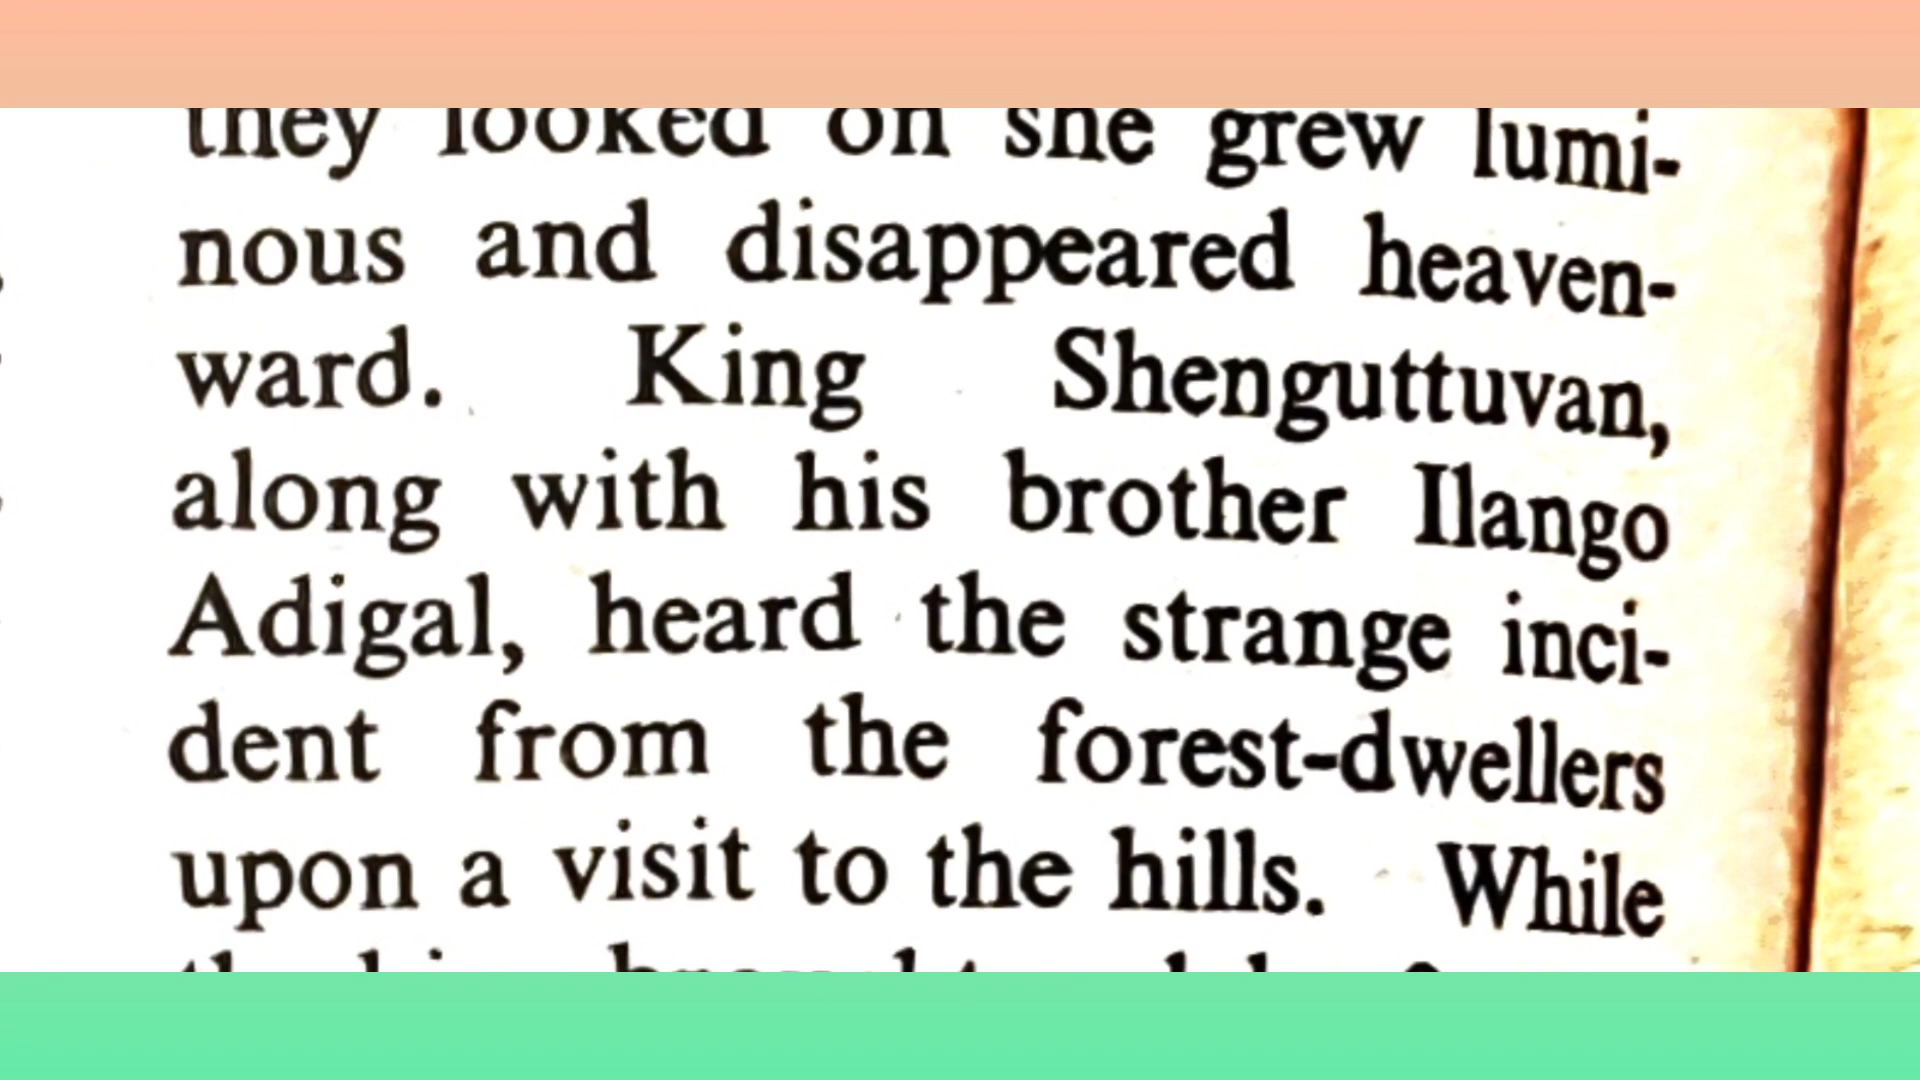 they looked on she grew lumi-
nous and disappeared heaven-
ward. King Shenguttuvan,
along with his brother Ilango
Adigal, heard the strange inci-
dent from the forest-dwellers
upon a visit to the hills. While